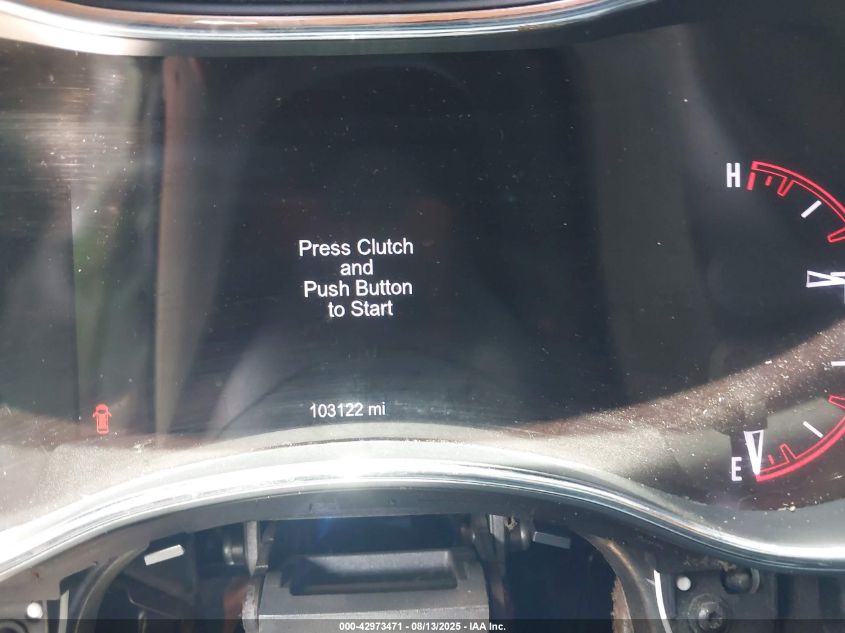 H
Press Clutch
and
Push Button
to Start
103122 mi
E
000-42973471 - 08/13/2025 - IAA Inc.